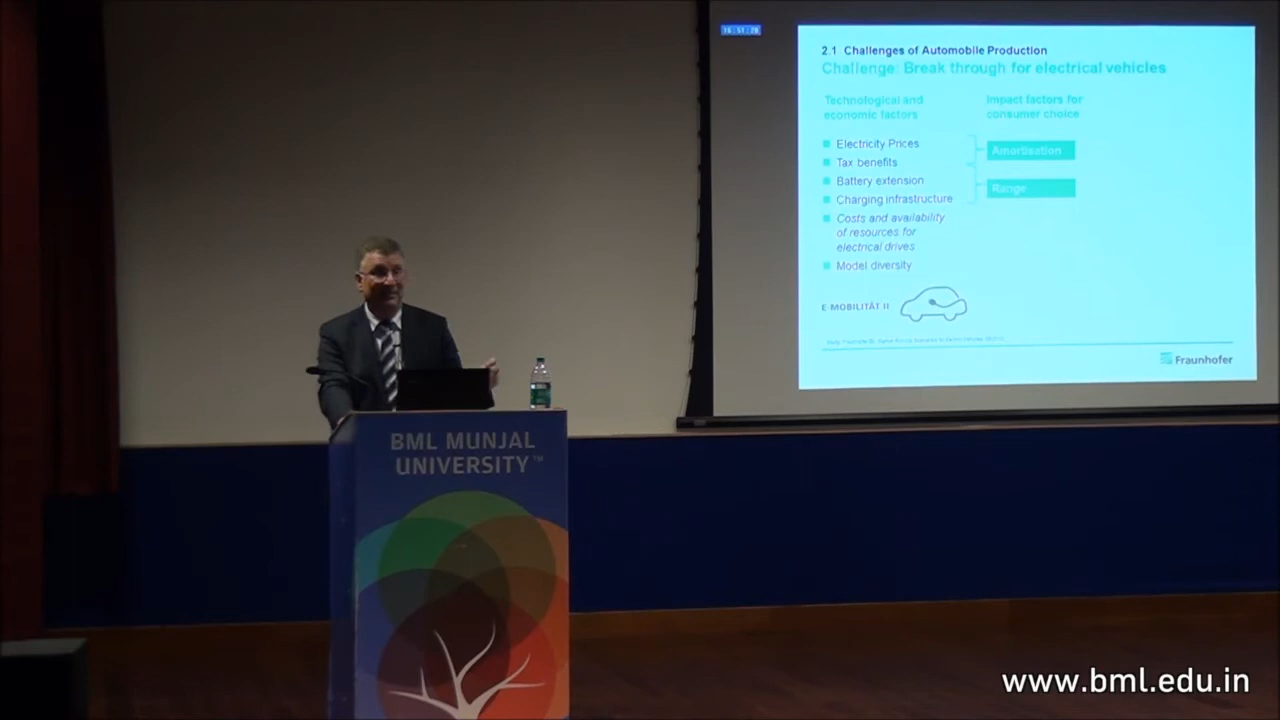 2.1 Challenges of Automobile Production
Challenge: Break through for electrical vehicles
Technological and
economic factors
Electricity Prices
Tax benefits
Battery extension
Charging infrastructure
Costs and availability
of resources for
electrical drives
Model diversity
Impact factors for
consumer choice
Amortisation
Range
E-MOBILITÄT II
Fraunhofer
BML MUNJAL
UNIVERSITY™
www.bml.edu.in